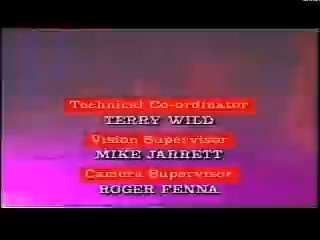 Technical Co-ordinator
TERRY WILD
Vision Supervisor
MIKE JARRETT
Camera Supervisor
ROGER FENNA